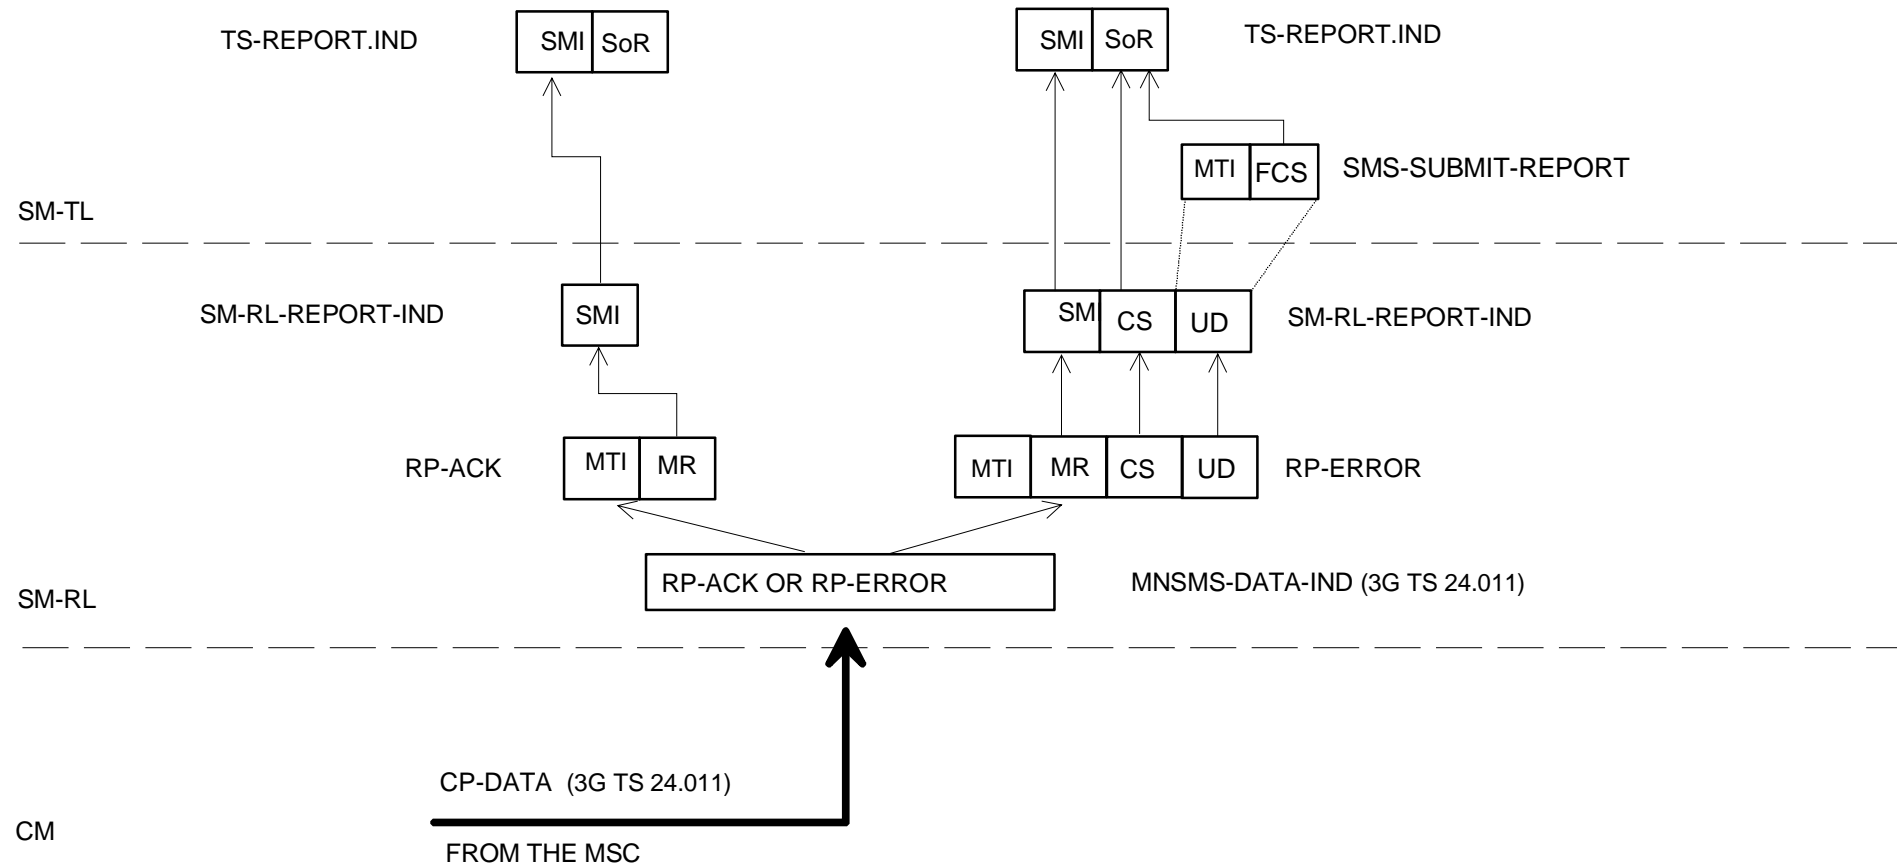 TS-REPORT.IND SMI SoR SMI SoR TS-REPORT.IND
MTI FCS SMS-SUBMIT-REPORT
SM-TL
SM-RL-REPORT-IND SMI SM CS UD SM-RL-REPORT-IND
RP-ACK MTI MR MTI MR CS UD RP-ERROR
SM-RL RP-ACK OR RP-ERROR MNSMS-DATA-IND (3G TS 24.011)
CP-DATA (3G TS 24.011)
CM
FROM THE MSC